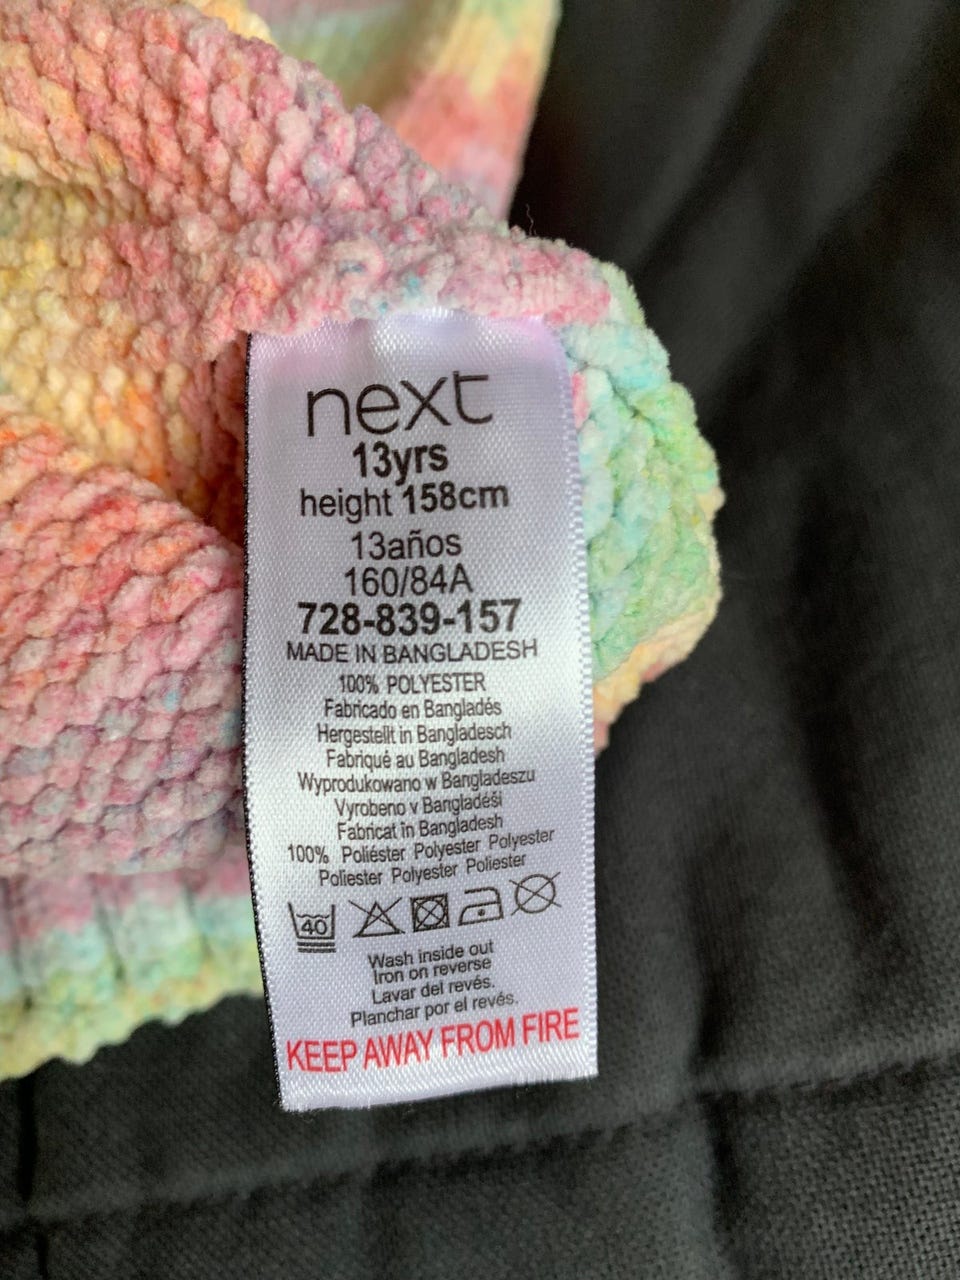 next
13yrs
height 158cm
13años
160/84A
728-839-157
MADE IN BANGLADESH
100% POLYESTER
Fabricado en Bangladés
Hergestellt in Bangladesch
Fabriqué au Bangladesh
Wyprodukowano w Bangladeszu
Vyrobeno v Bangladéši
Fabricat în Bangladesh
100% Poliéster Polyester Polyester
Poliester Polyester Poliester
40
Wash inside out
Iron on reverse
Lavar del revés.
Planchar por el revés.
KEEP AWAY FROM FIRE